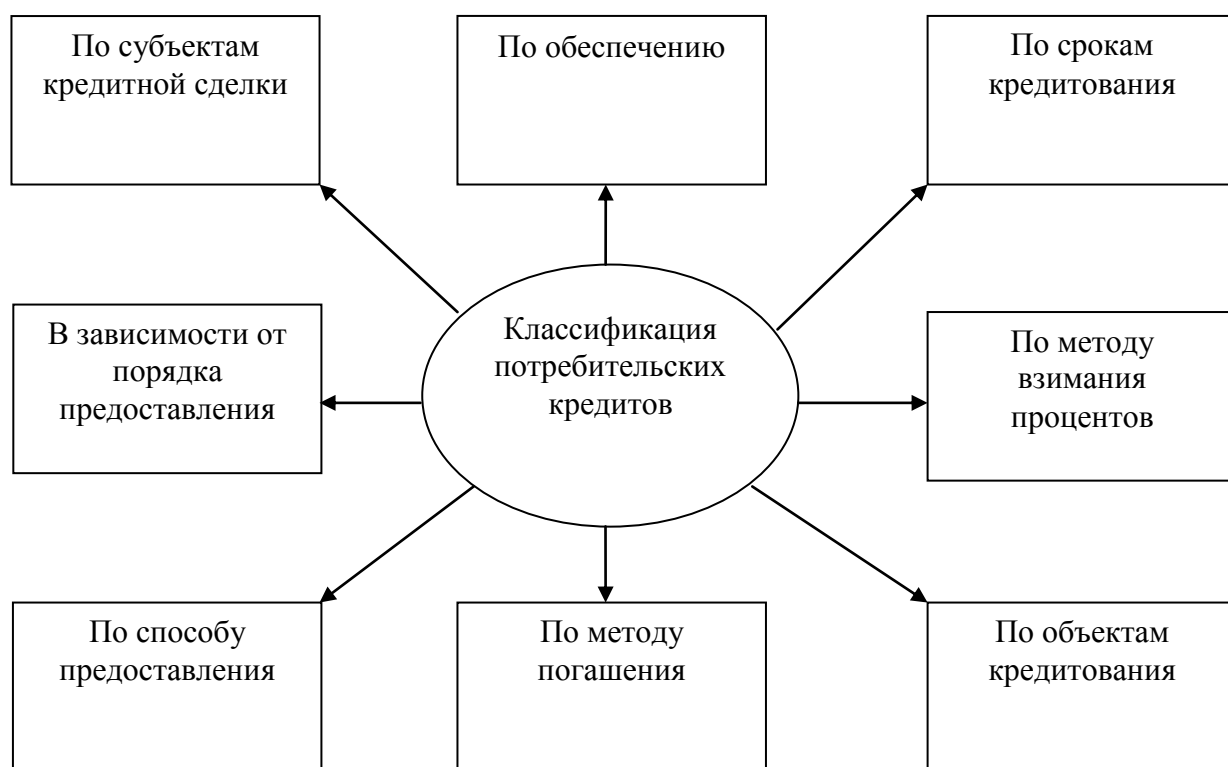 По субъектам
кредитной сделки
По обеспечению
По срокам
кредитования
В зависимости от
порядка
предоставления
Классификация
потребительских
кредитов
По методу
взимания
процентов
По способу
предоставления
По методу
погашения
По объектам
кредитования